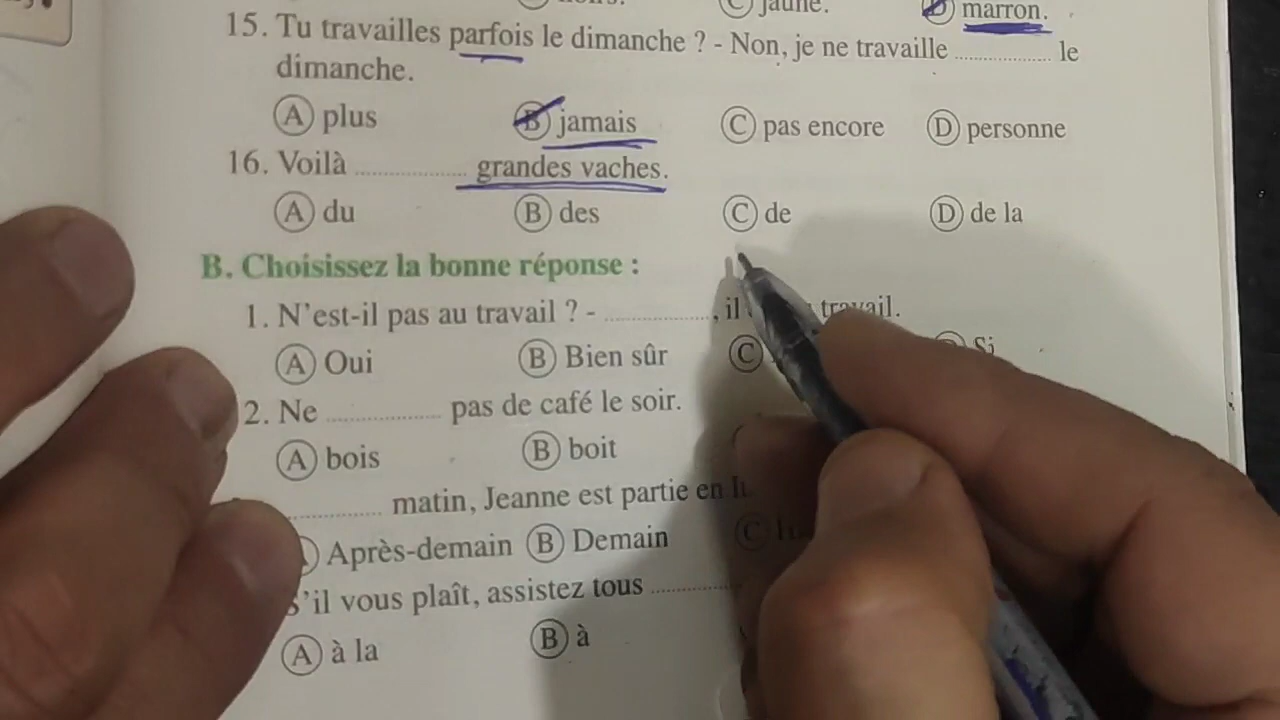 jaune.
marron.
15. Tu travailles parfois le dimanche ? - Non, je ne travaille .................... le
dimanche.
A plus B jamais C pas encore D personne
16. Voilà .................... grandes vaches.
A du B des C de D de la
B. Choisissez la bonne réponse :
1. N'est-il pas au travail ? - ...................., il travail.
A Oui B Bien sûr C Si
2. Ne .................... pas de café le soir.
A bois B boit
.................... matin, Jeanne est partie en
Après-demain B Demain C
S'il vous plaît, assistez tous ....................
A à la B à